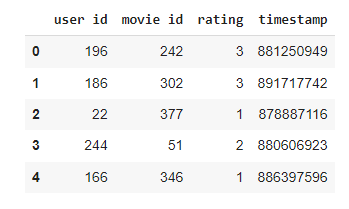 user id movie id rating timestamp
0 196 242 3 881250949
1 186 302 3 891717742
2 22 377 1 878887116
3 244 51 2 880606923
4 166 346 1 886397596